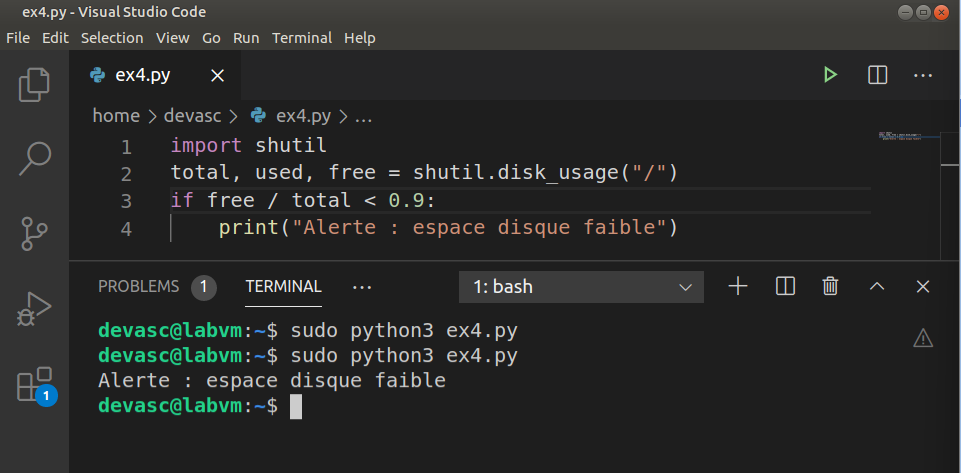 ex4.py - Visual Studio Code
File Edit Selection View Go Run Terminal Help
ex4.py
home > devasc > ex4.py > ...
1 import shutil
2 total, used, free = shutil.disk_usage("/")
3 if free / total < 0.9:
4     print("Alerte : espace disque faible")
PROBLEMS 1 TERMINAL ... 1: bash
devasc@labvm:~$ sudo python3 ex4.py
devasc@labvm:~$ sudo python3 ex4.py
Alerte : espace disque faible
1
devasc@labvm:~$